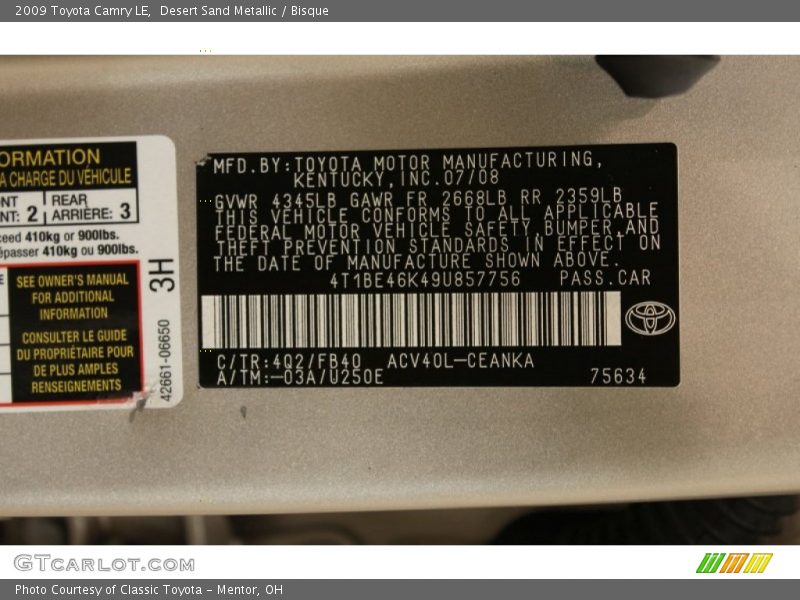 2009 Toyota Camry LE, Desert Sand Metallic / Bisque
ORMATION
A CHARGE DU VÉHICULE
NT: 2 | REAR ARRIÈRE: 3
ceed 410kg or 900lbs.
épasser 410kg ou 900lbs.
SEE OWNER'S MANUAL
FOR ADDITIONAL
INFORMATION
CONSULTER LE GUIDE
DU PROPRIÉTAIRE POUR
DE PLUS AMPLES
RENSEIGNEMENTS
3H
42661-06650
MFD.BY:TOYOTA MOTOR MANUFACTURING,
KENTUCKY,INC.07/08
GVWR 4345LB GAWR FR 2668LB RR 2359LB
THIS VEHICLE CONFORMS TO ALL APPLICABLE
FEDERAL MOTOR VEHICLE SAFETY,BUMPER,AND
THEFT PREVENTION STANDARDS IN EFFECT ON
THE DATE OF MANUFACTURE SHOWN ABOVE.
4T1BE46K49U857756 PASS.CAR
C/TR:4Q2/FB40 ACV40L-CEANKA
A/TM:-03A/U250E 75634
GTCARLOT.COM
Photo Courtesy of Classic Toyota - Mentor, OH